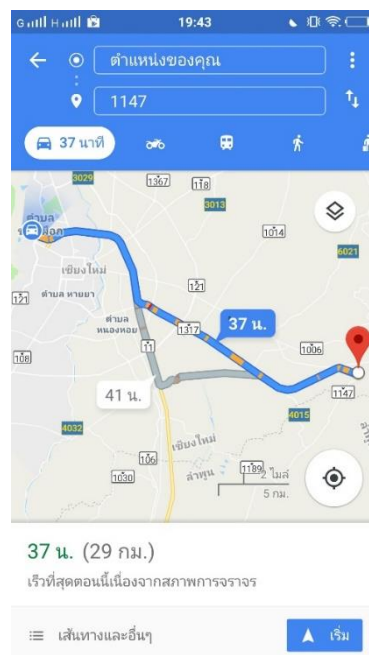 19:43
ตำแหน่งของคุณ
1147
37 นาที
3029
1367
118
3013
1014
6021
ตำบล
เชียงใหม่
121
121
ตำบล หายยา
ตำบล
หนองหอย
1317
37 น.
108
11
1006
41 น.
1147
4032
4015
เชียงใหม่
106
1030
ลำพูน
1189
2 ไมล์
5 กม.
37 น. (29 กม.)
เร็วที่สุดตอนนี้เนื่องจากสภาพการจราจร
เส้นทางและอื่นๆ
เริ่ม